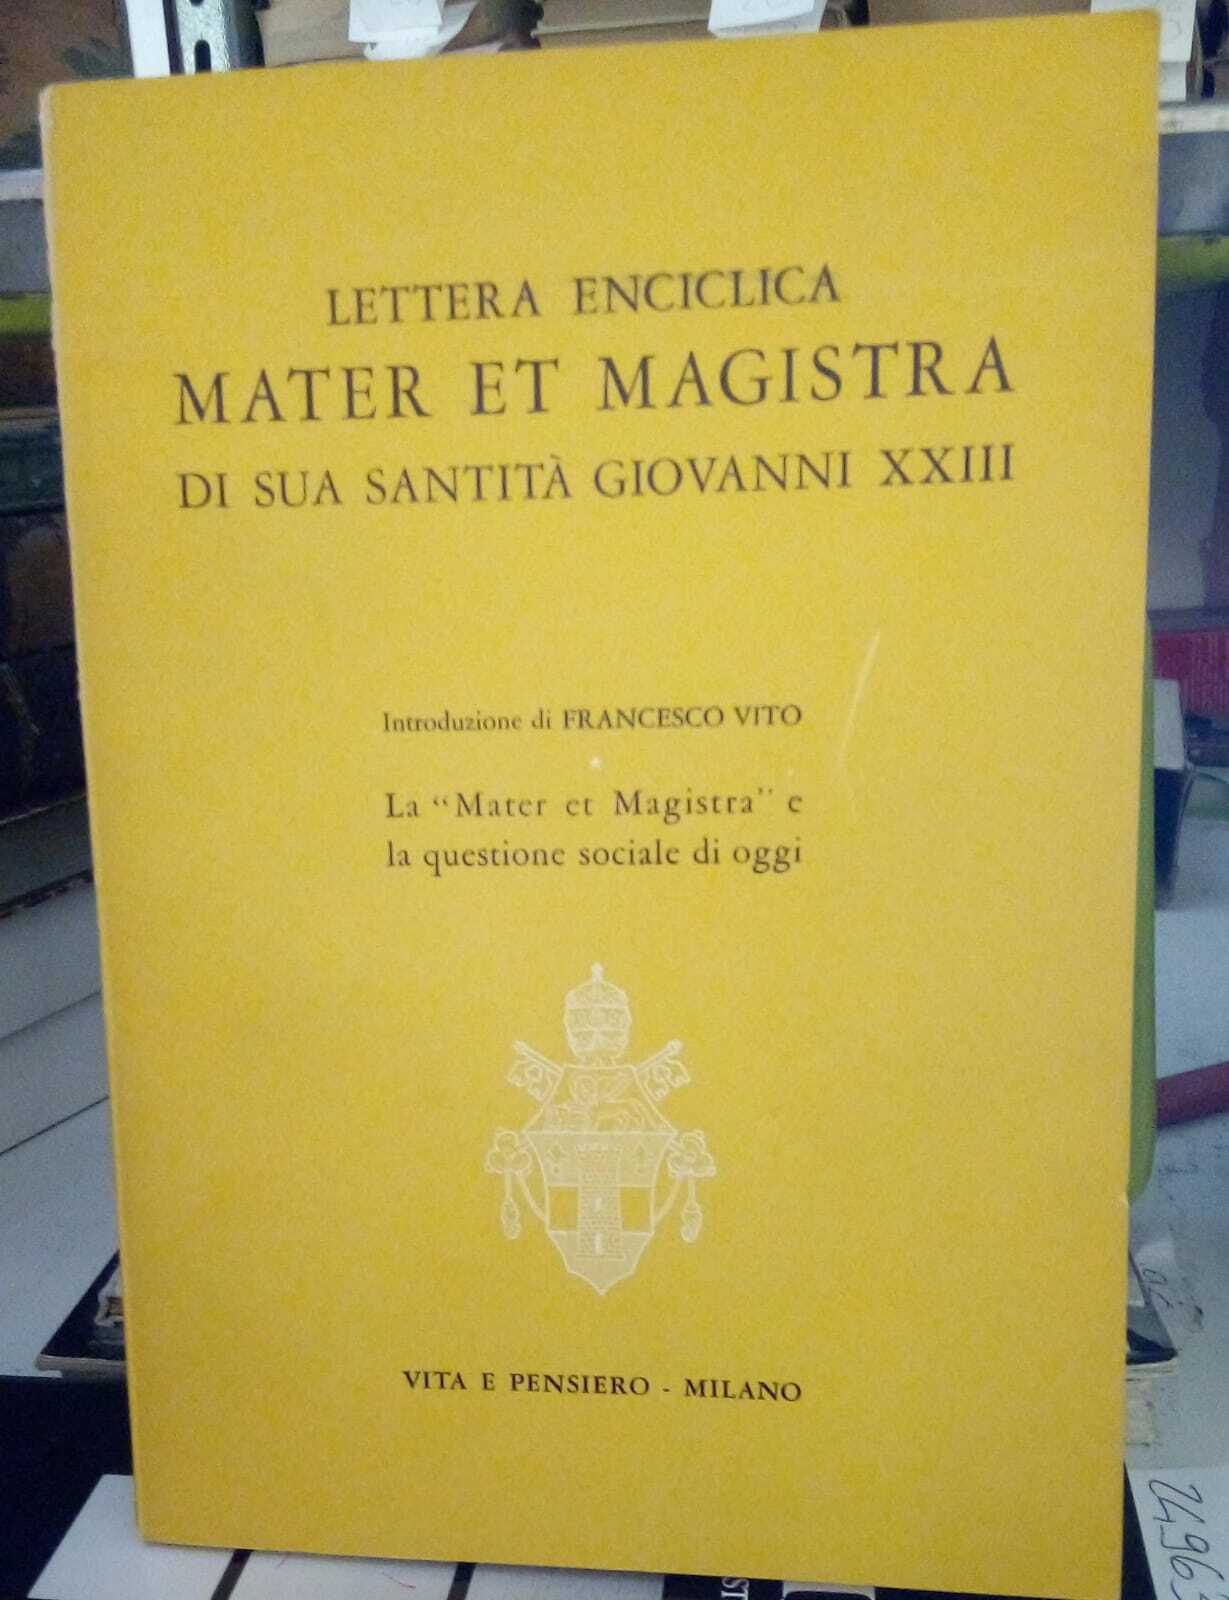 LETTERA ENCICLICA
MATER ET MAGISTRA
DI SUA SANTITÀ GIOVANNI XXIII
Introduzione di FRANCESCO VITO
La “Mater et Magistra” e
la questione sociale di oggi
VITA E PENSIERO - MILANO